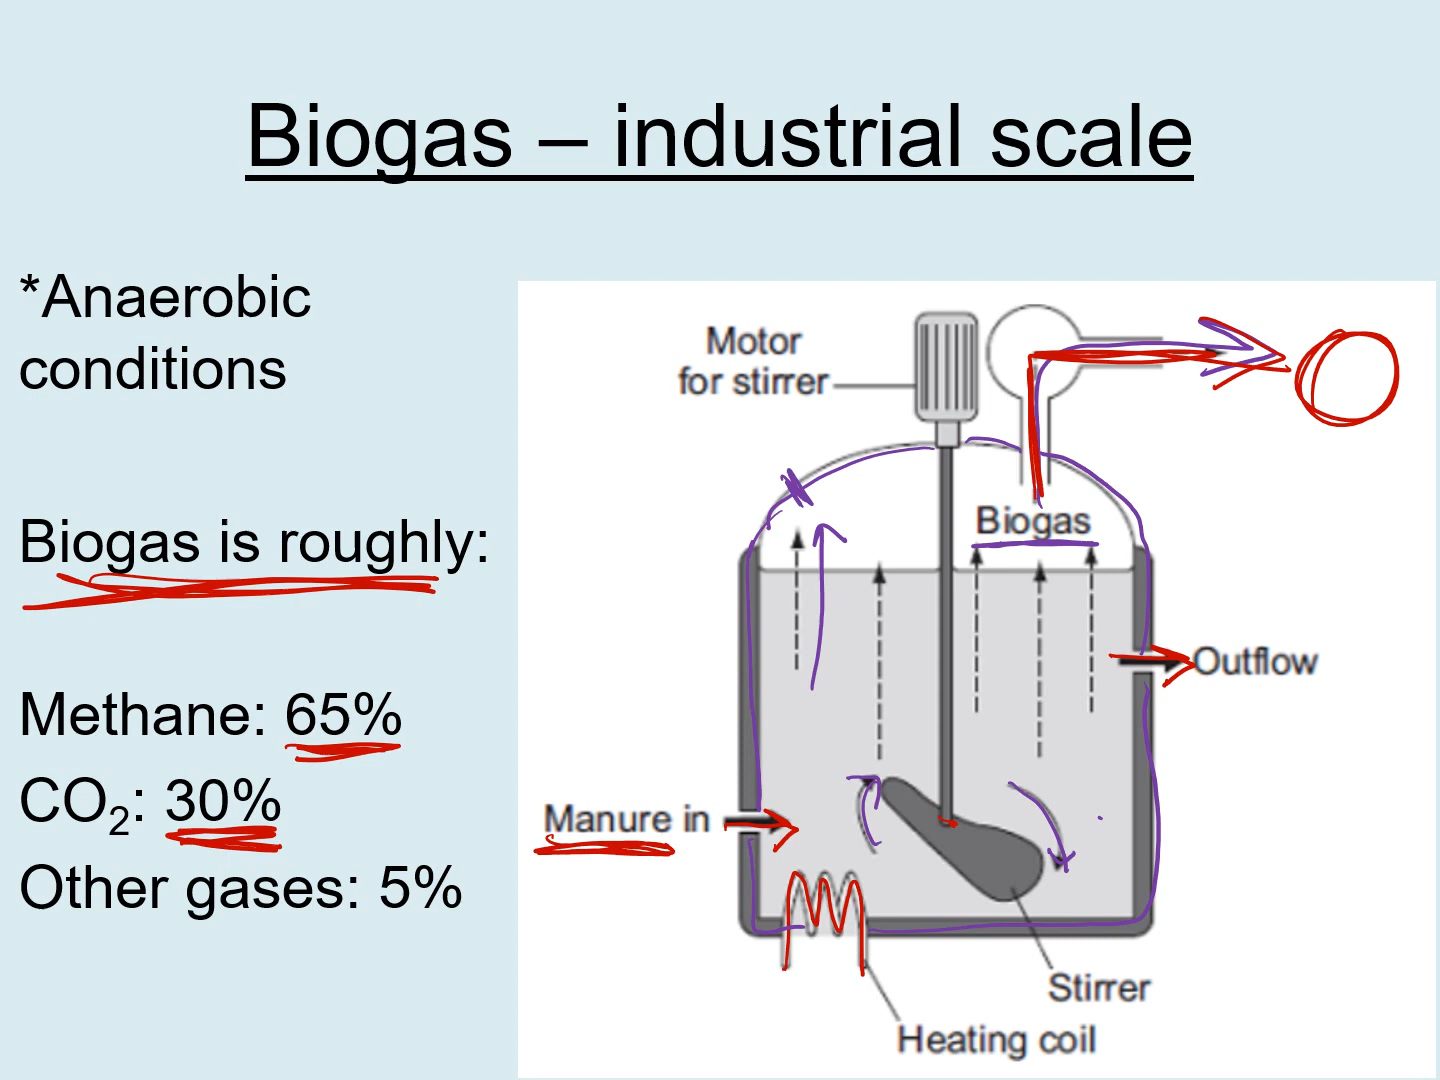 Biogas – industrial scale
*Anaerobic
conditions
Biogas is roughly:
Methane: 65%
CO₂: 30%
Other gases: 5%
Motor
for stirrer
Biogas
Outflow
Manure in
Stirrer
Heating coil